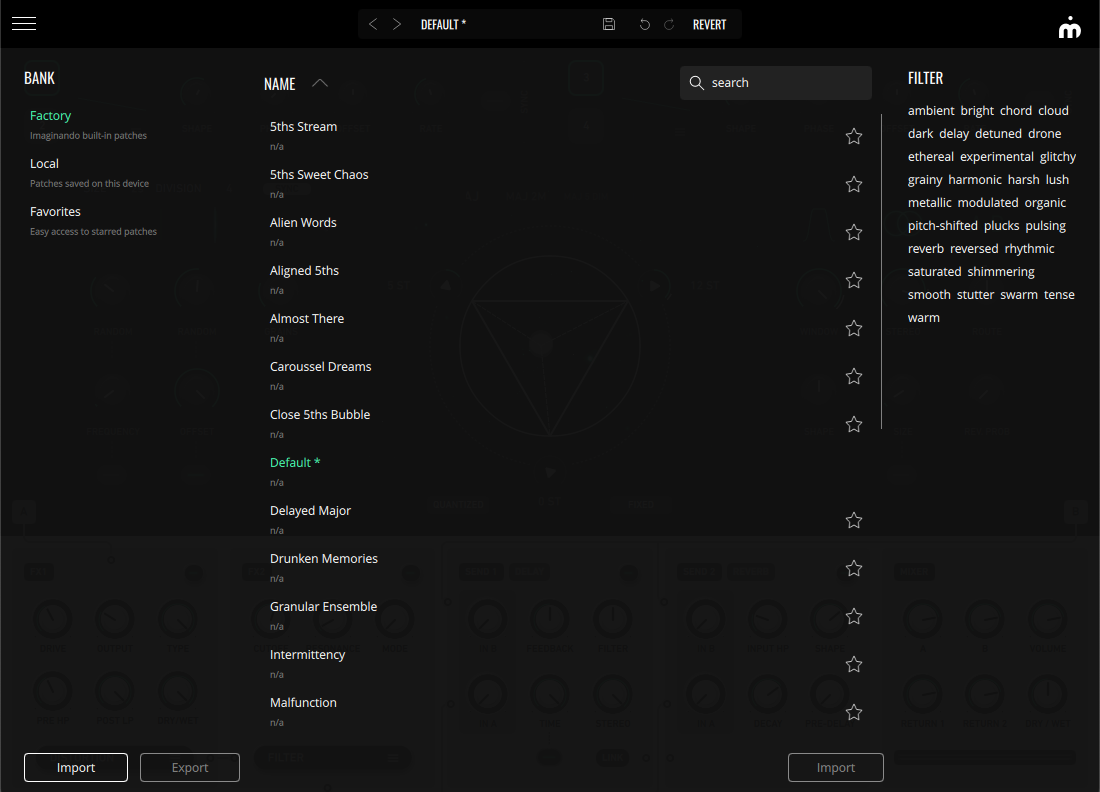 DEFAULT *
REVERT
BANK
Factory
Imaginando built-in patches
Local
Patches saved on this device
Favorites
Easy access to starred patches
NAME
search
5ths Stream
n/a
5ths Sweet Chaos
n/a
Alien Words
n/a
Aligned 5ths
n/a
Almost There
n/a
Caroussel Dreams
n/a
Close 5ths Bubble
n/a
Default *
n/a
Delayed Major
n/a
Drunken Memories
n/a
Granular Ensemble
n/a
Intermittency
n/a
Malfunction
n/a
FILTER
ambient bright chord cloud
dark delay detuned drone
ethereal experimental glitchy
grainy harmonic harsh lush
metallic modulated organic
pitch-shifted plucks pulsing
reverb reversed rhythmic
saturated shimmering
smooth stutter swarm tense
warm
Import
Export
Import